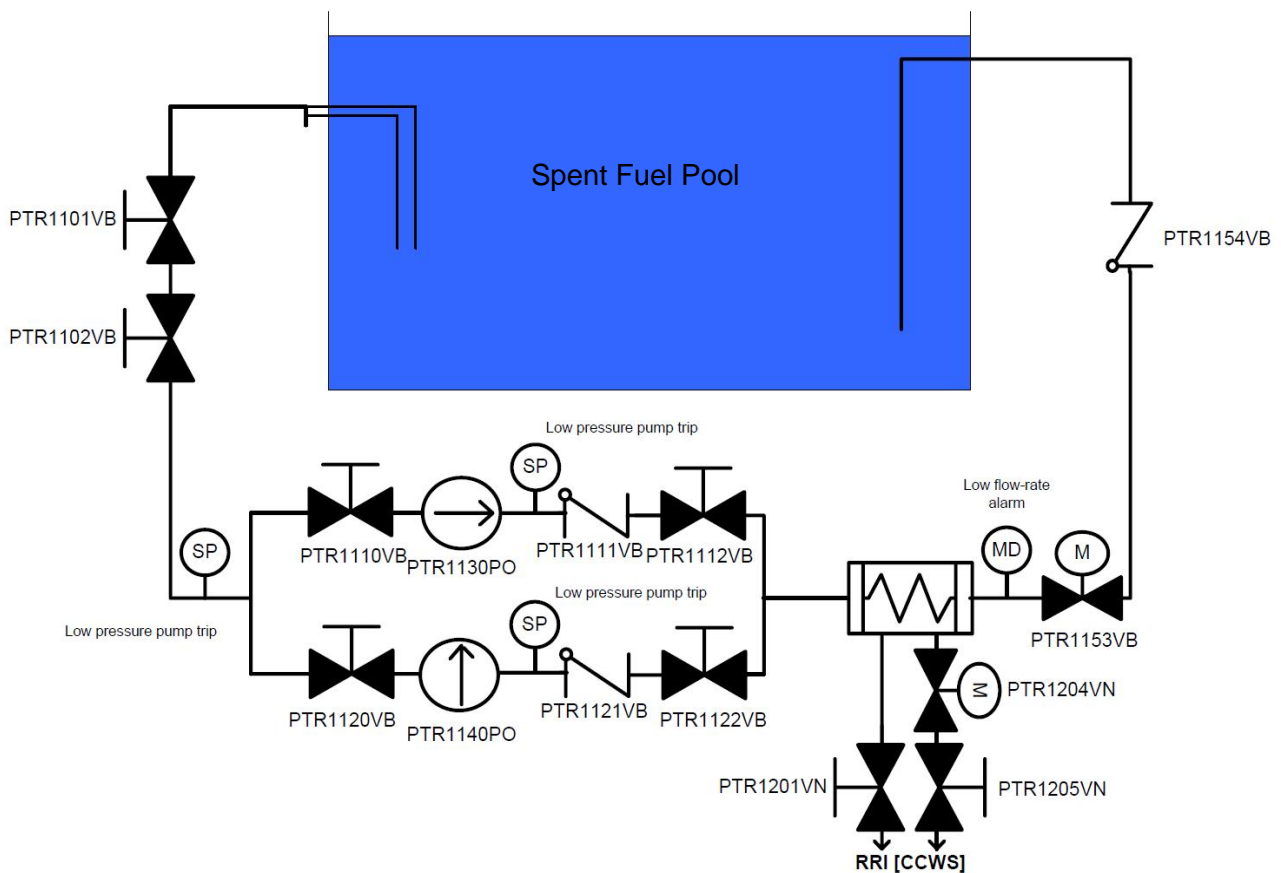 Spent Fuel Pool
PTR1101VB
PTR1154VB
PTR1102VB
Low pressure pump trip
SP
Low flow-rate
alarm
SP
PTR1110VB
PTR1130PO
PTR1111VB
PTR1112VB
MD
M
Low pressure pump trip
Low pressure pump trip
SP
PTR1153VB
PTR1120VB
PTR1140PO
PTR1121VB
PTR1122VB
M
PTR1204VN
PTR1201VN
PTR1205VN
RRI [CCWS]